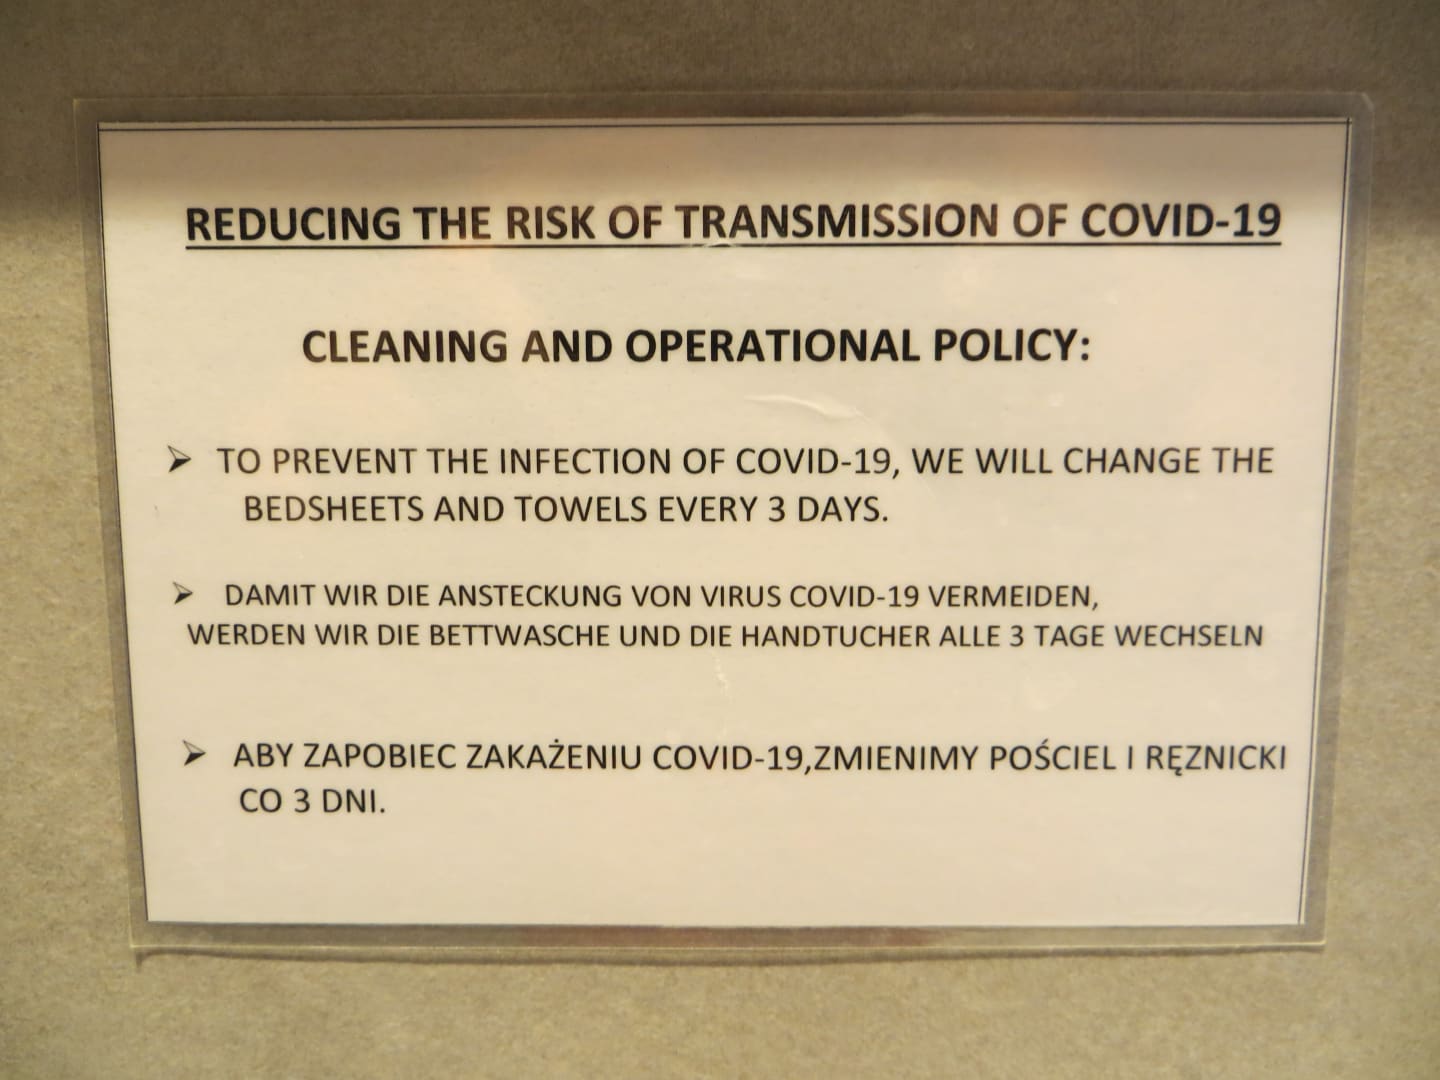 REDUCING THE RISK OF TRANSMISSION OF COVID-19
CLEANING AND OPERATIONAL POLICY:
➢ TO PREVENT THE INFECTION OF COVID-19, WE WILL CHANGE THE
BEDSHEETS AND TOWELS EVERY 3 DAYS.
➢ DAMIT WIR DIE ANSTECKUNG VON VIRUS COVID-19 VERMEIDEN,
WERDEN WIR DIE BETTWASCHE UND DIE HANDTUCHER ALLE 3 TAGE WECHSELN
➢ ABY ZAPOBIEC ZAKAŻENIU COVID-19,ZMIENIMY POŚCIEL I RĘZNICKI
CO 3 DNI.